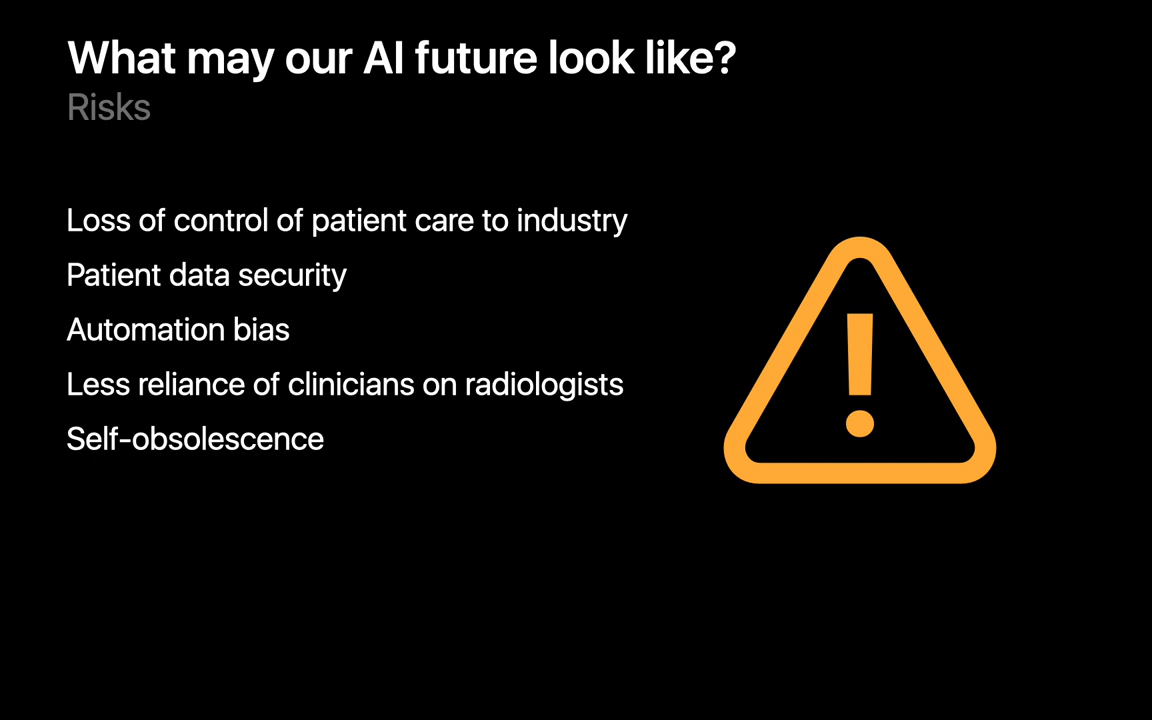 What may our AI future look like?
Risks
Loss of control of patient care to industry
Patient data security
Automation bias
Less reliance of clinicians on radiologists
Self-obsolescence